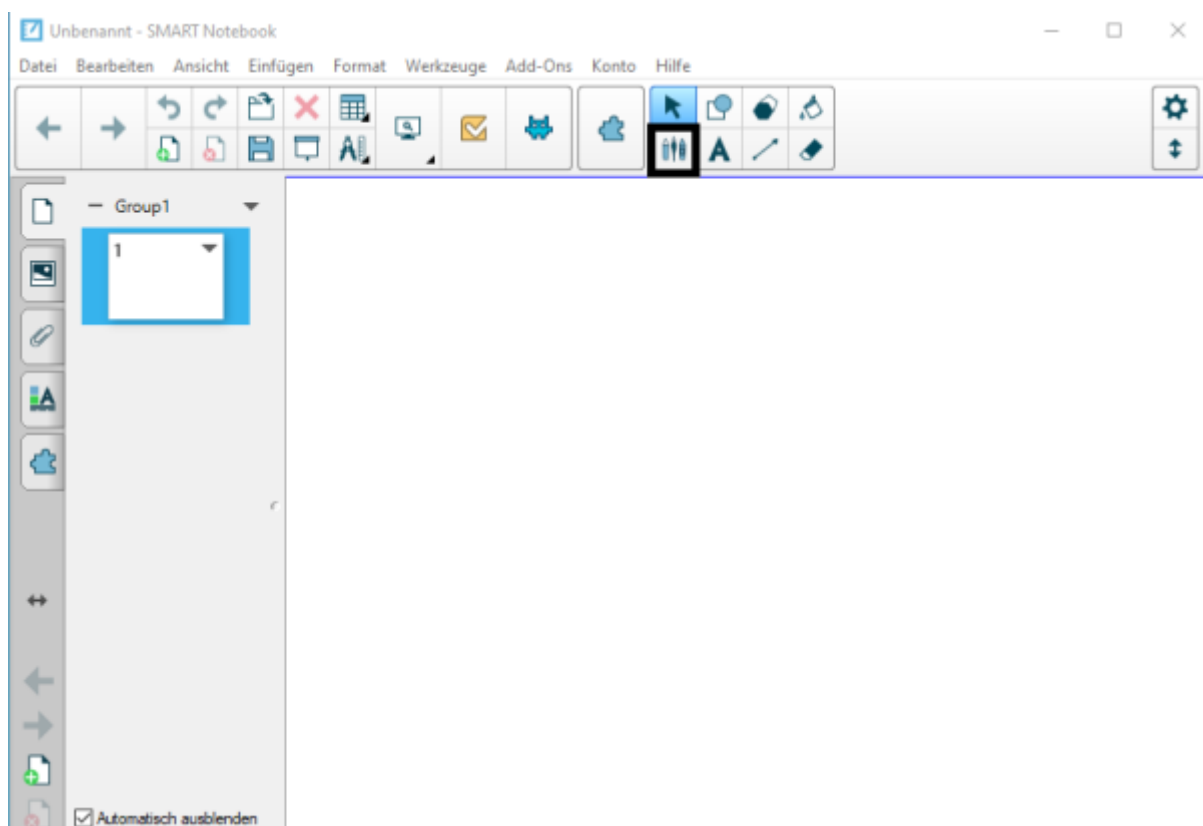 Unbenannt - SMART Notebook
Datei Bearbeiten Ansicht Einfügen Format Werkzeuge Add-Ons Konto Hilfe
Group1
1
Automatisch ausblenden